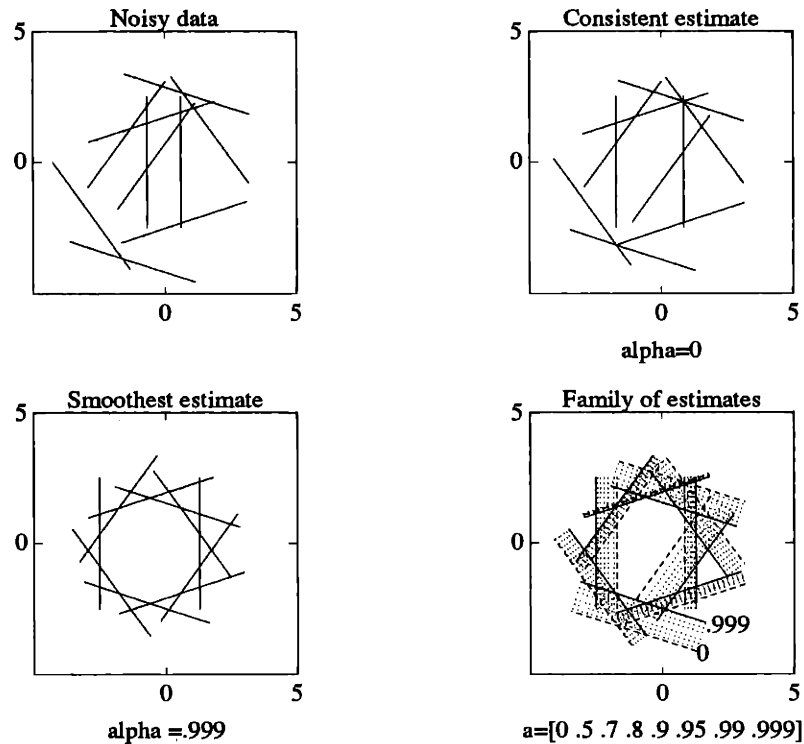 Noisy data
5
0
0
5
Consistent estimate
5
0
0
5
alpha=0
Smoothest estimate
5
0
0
5
alpha =.999
Family of estimates
5
0
.999
0
0
5
a=[0 .5 .7 .8 .9 .95 .99 .999]